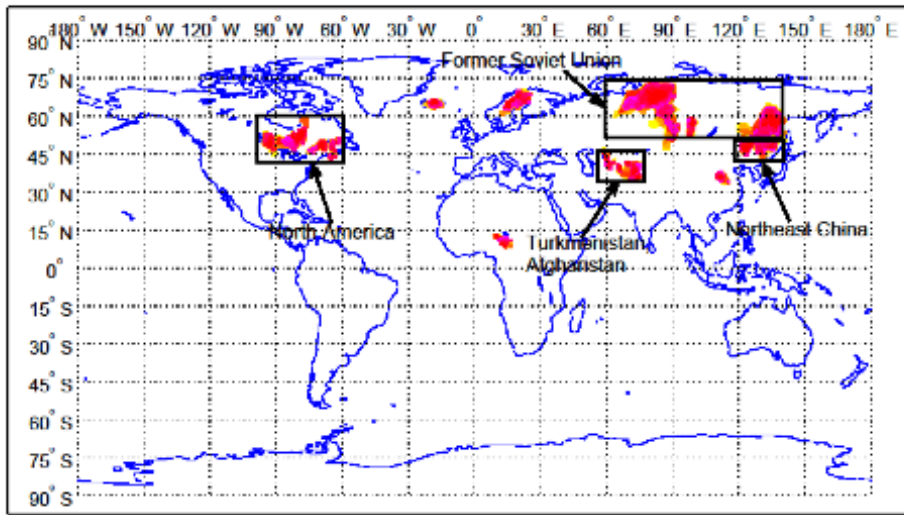 180° W 150° W 120° W 90° W 60° W 30° W 0° 30° E 60° E 90° E 120° E 150° E 180° E
90° N
Former Soviet Union
75° N
60° N
45° N
30° N
North America
Northeast China
15° N
Turkmonistan,
Afghanistan
0°
15° S
30° S
45° S
60° S
75° S
90° S